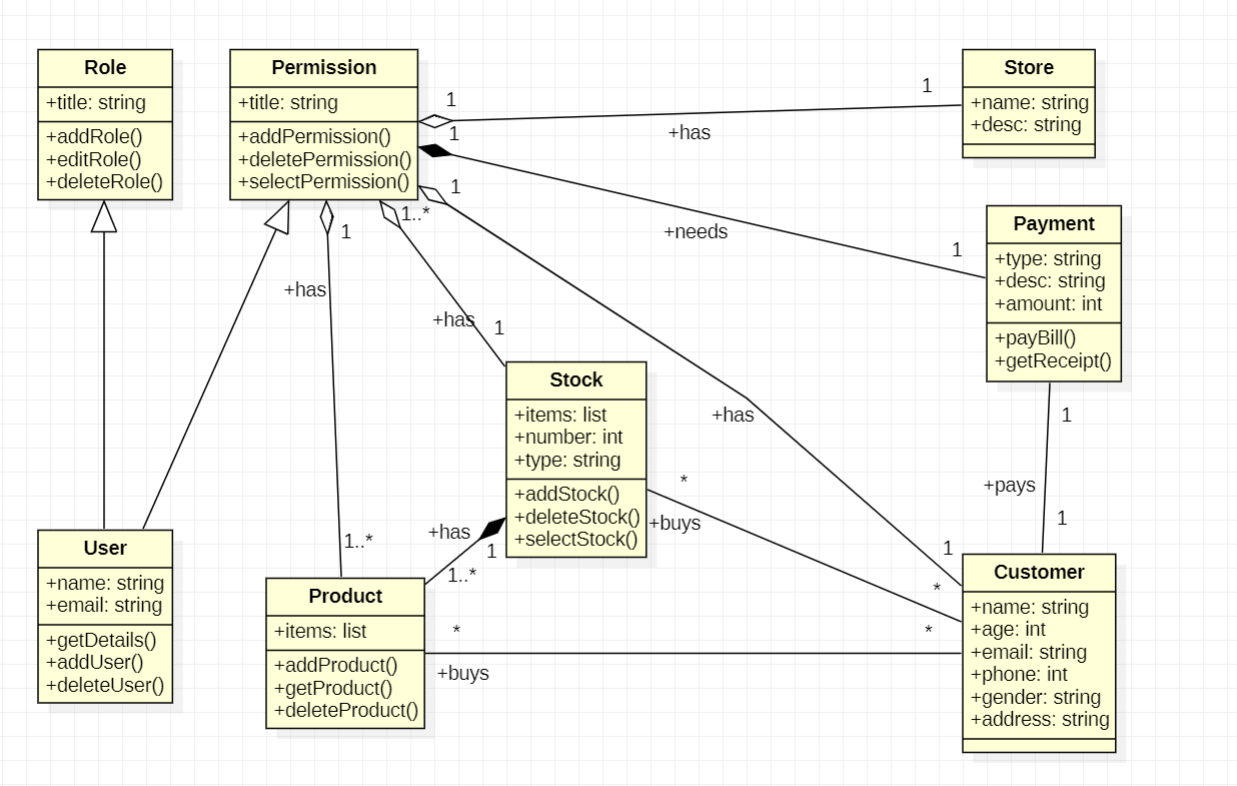 Role
+title: string
+addRole()
+editRole()
+deleteRole()
Permission
+title: string
+addPermission()
+deletePermission()
+selectPermission()
Store
+name: string
+desc: string
1
1
+has
1
+needs
1
1
1..*
1
+has
+has
1
+has
1
1..*
Payment
+type: string
+desc: string
+amount: int
+payBill()
+getReceipt()
Stock
+items: list
+number: int
+type: string
+addStock()
+deleteStock()
+selectStock()
1
+pays
1
*
+buys
*
+has
1
1..*
User
+name: string
+email: string
+getDetails()
+addUser()
+deleteUser()
Product
+items: list
+addProduct()
+getProduct()
+deleteProduct()
*
*
+buys
Customer
+name: string
+age: int
+email: string
+phone: int
+gender: string
+address: string